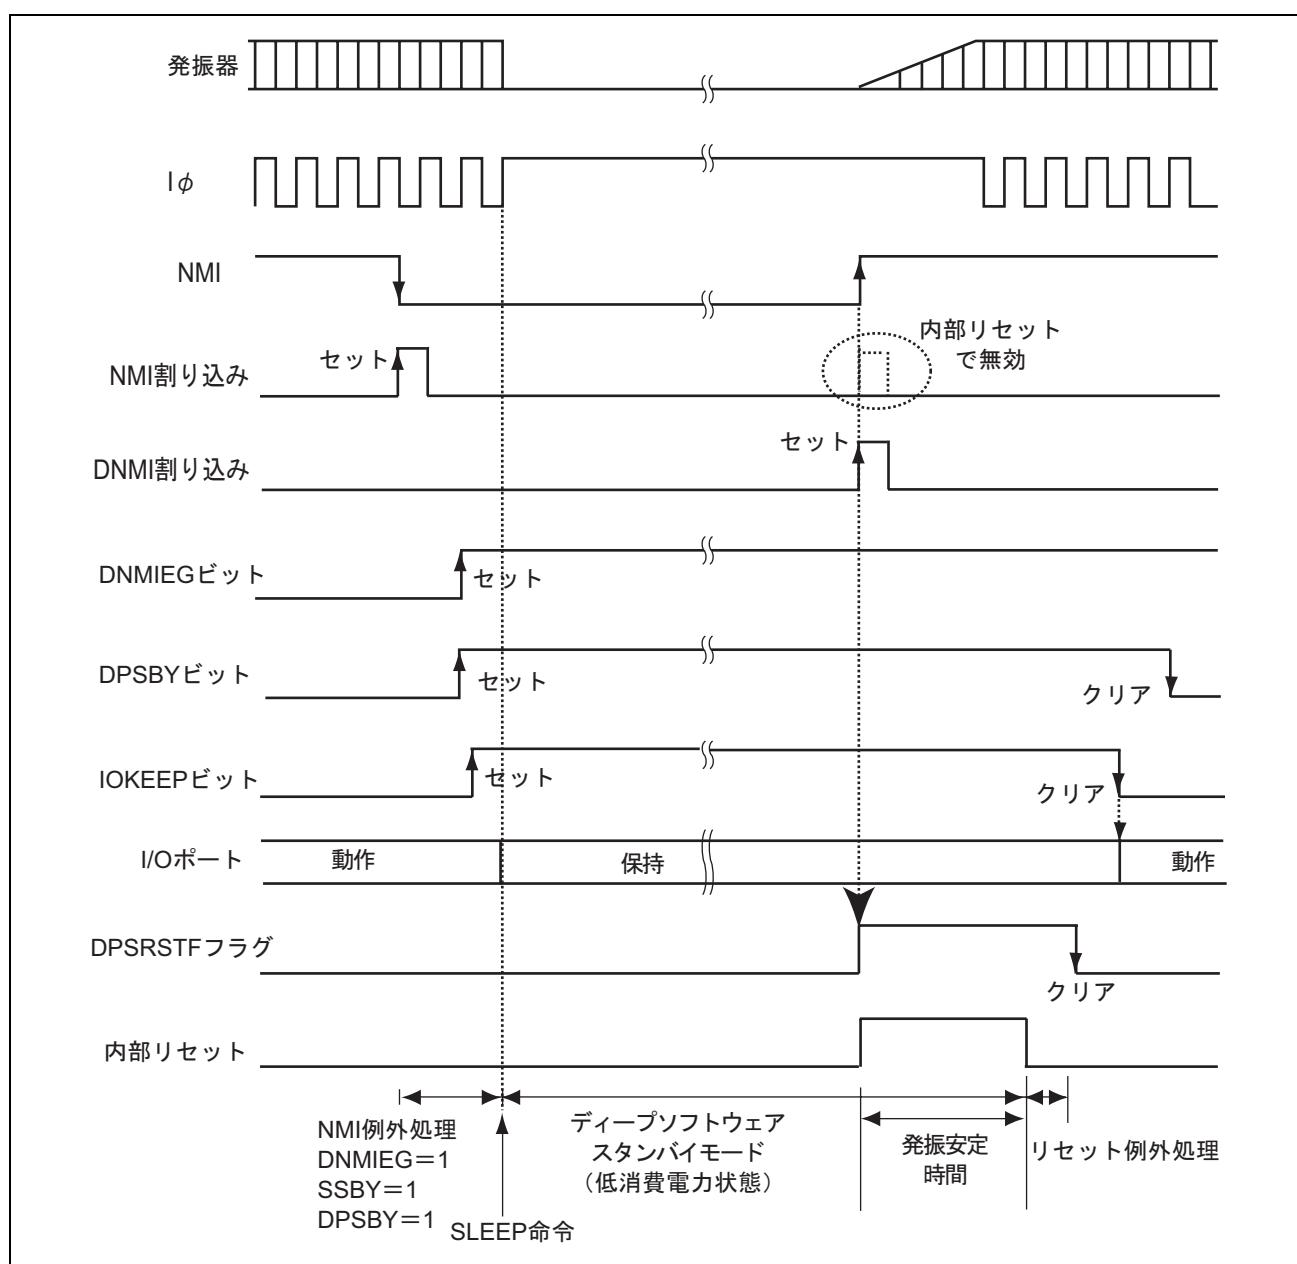 発振器
Iφ
NMI
NMI割り込み
セット
内部リセット
で無効
DNMI割り込み
セット
DNMIEGビット
セット
DPSBYビット
セット
クリア
IOKEEPビット
セット
クリア
I/Oポート
動作
保持
動作
DPSRSTFフラグ
クリア
内部リセット
NMI例外処理
DNMIEG＝1
SSBY＝1
DPSBY＝1
SLEEP命令
ディープソフトウェア
スタンバイモード
（低消費電力状態）
発振安定
時間
リセット例外処理